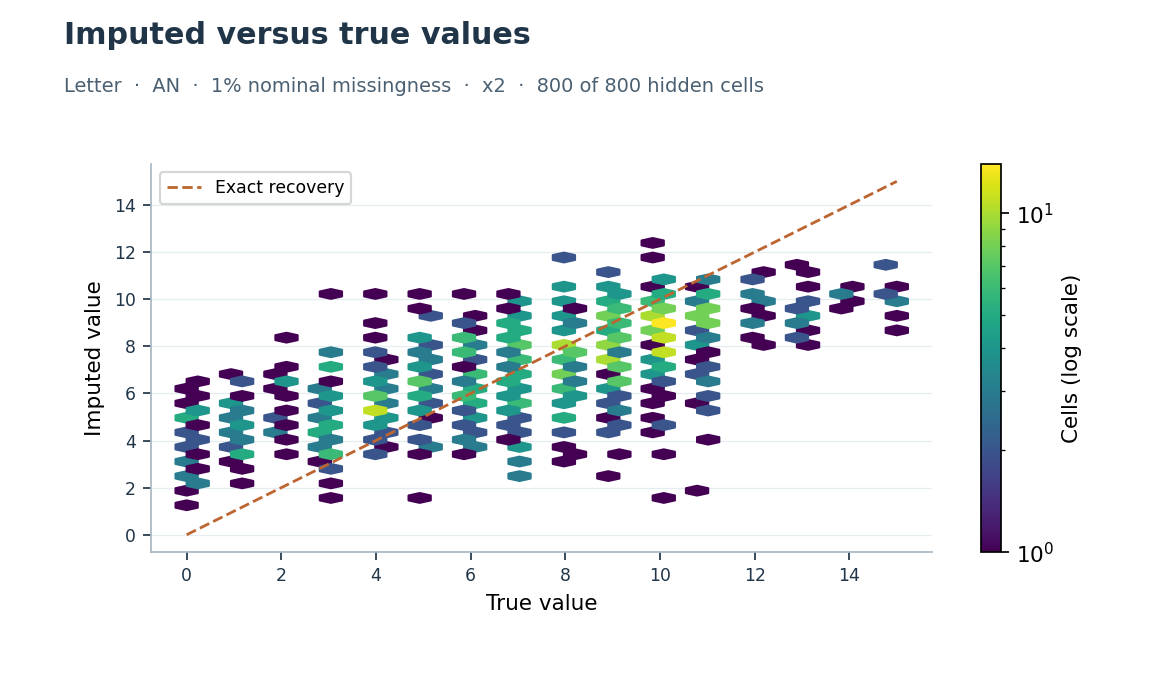 Imputed versus true values
Letter · AN · 1% nominal missingness · x2 · 800 of 800 hidden cells
Exact recovery
14
12
10
8
6
4
2
0
Imputed value
0 2 4 6 8 10 12 14
True value
10¹
10⁰
Cells (log scale)